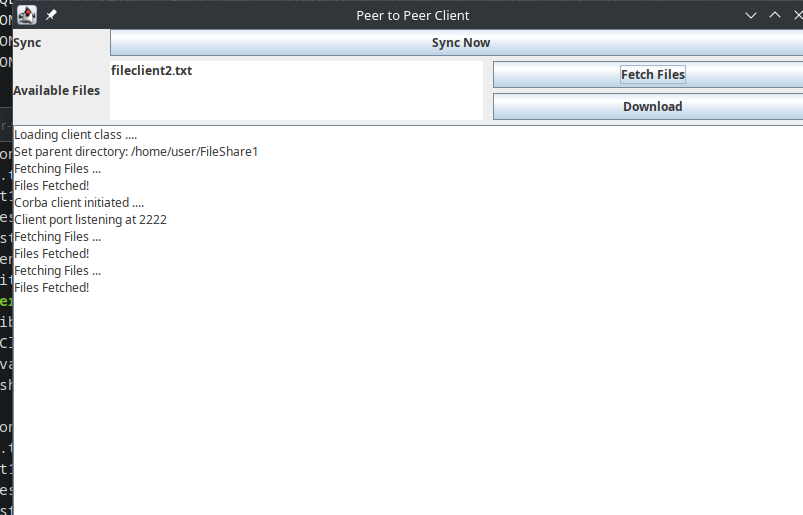 Peer to Peer Client
Sync
Sync Now
Available Files
fileclient2.txt
Fetch Files
Download
Loading client class ....
Set parent directory: /home/user/FileShare1
Fetching Files ...
Files Fetched!
Corba client initiated ....
Client port listening at 2222
Fetching Files ...
Files Fetched!
Fetching Files ...
Files Fetched!